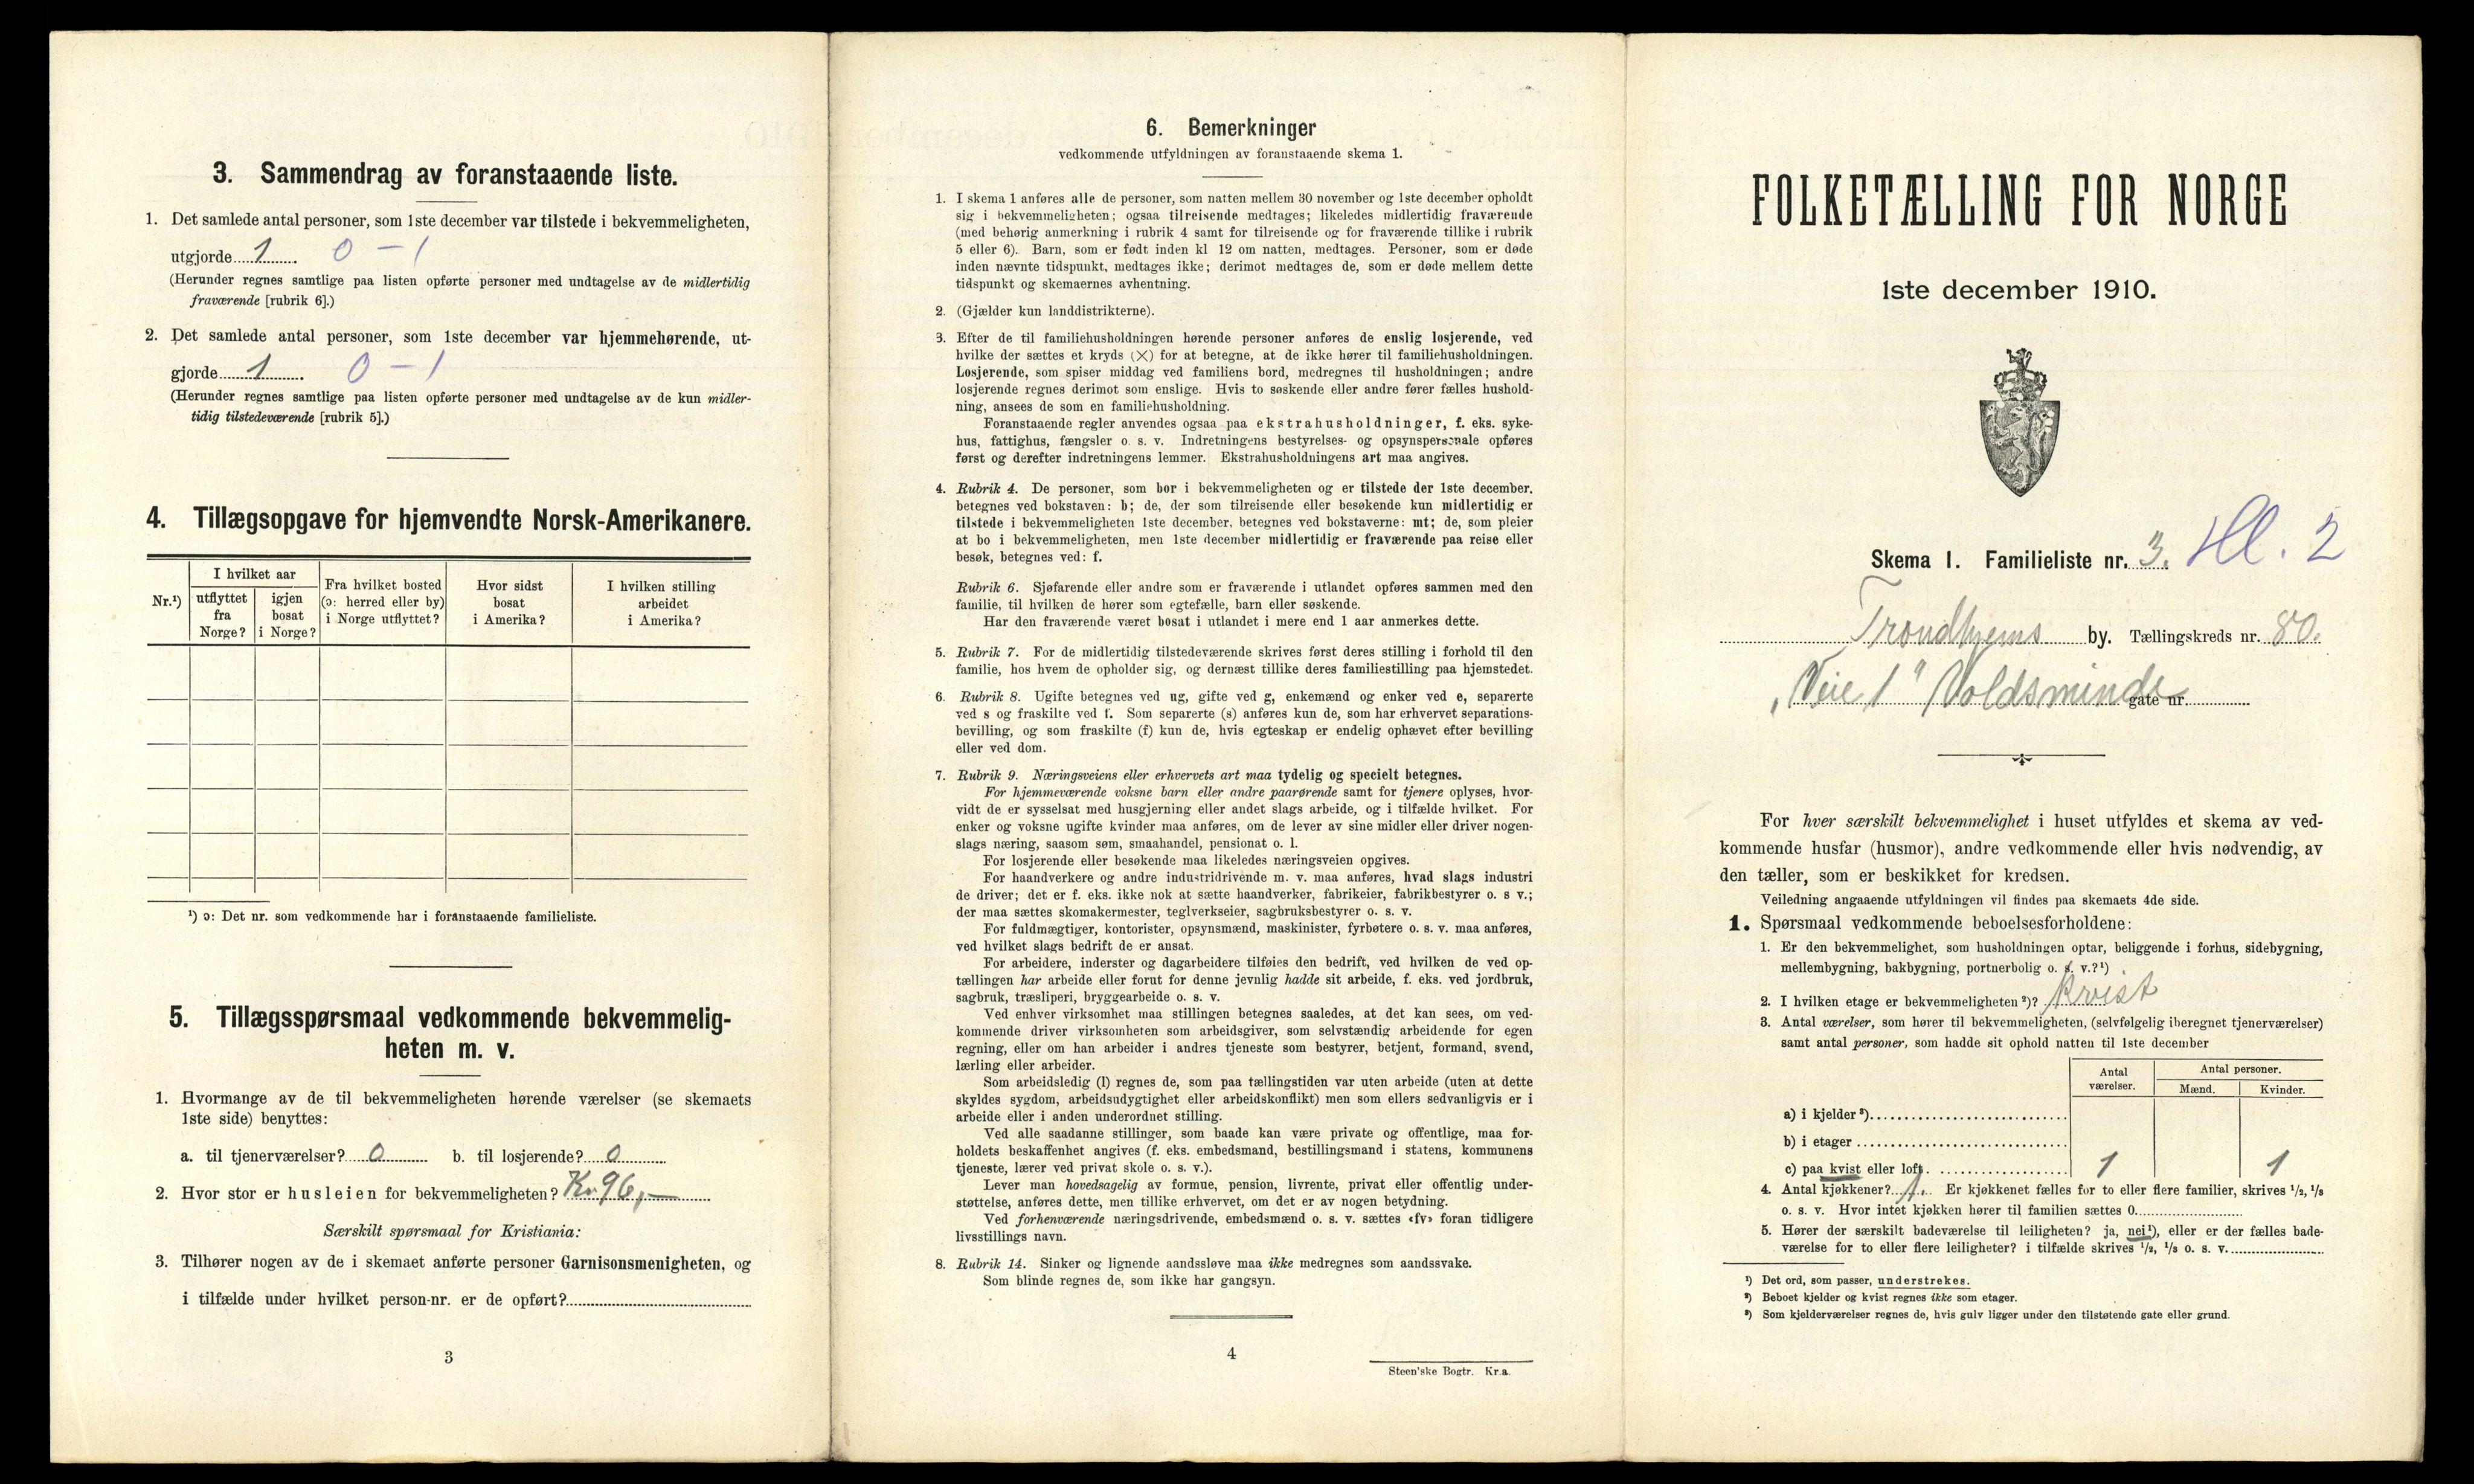 3. Sammendrag av foranstaaende liste.
1. Det samlede antal personer, som 1ste december var tilstede i bekvemmeligheten,
utgjorde 1 0 – 1
(Herunder regnes samtlige paa listen opførte personer med undtagelse av de midlertidig
fraværende [rubrik 6].)
2. Det samlede antal personer, som 1ste december var hjemmehørende, ut-
gjorde 1 0 – 1
(Herunder regnes samtlige paa listen opførte personer med undtagelse av de kun midler-
tidig tilstedeværende [rubrik 5].)
4. Tillægsopgave for hjemvendte Norsk-Amerikanere.
Nr.¹)
I hvilket aar
utflyttet
fra
Norge?
igjen
bosat
i Norge?
Fra hvilket bosted
(ɔ: herred eller by)
i Norge utflyttet?
Hvor sidst
bosat
i Amerika?
I hvilken stilling
arbeidet
i Amerika?
¹) ɔ: Det nr. som vedkommende har i foranstaaende familieliste.
5. Tillægsspørsmaal vedkommende bekvemmelig-
heten m. v.
1. Hvormange av de til bekvemmeligheten hørende værelser (se skemaets
1ste side) benyttes:
a. til tjenerværelser? 0 b. til losjerende? 0
2. Hvor stor er husleien for bekvemmeligheten? Kr. 96,—
Særskilt spørsmaal for Kristiania:
3. Tilhører nogen av de i skemaet anførte personer Garnisonsmenigheten, og
i tilfælde under hvilket person-nr. er de opført?
3
6. Bemerkninger
vedkommende utfyldningen av foranstaaende skema 1.
1. I skema 1 anføres alle de personer, som natten mellem 30 november og 1ste december opholdt
sig i bekvemmeligheten; ogsaa tilreisende medtages; likeledes midlertidig fraværende
(med behørig anmerkning i rubrik 4 samt for tilreisende og for fraværende tillike i rubrik
5 eller 6). Barn, som er født inden kl 12 om natten, medtages. Personer, som er døde
inden nævnte tidspunkt, medtages ikke; derimot medtages de, som er døde mellem dette
tidspunkt og skemaernes avhentning.
2. (Gjælder kun landdistrikterne).
3. Efter de til familiehusholdningen hørende personer anføres de enslig losjerende, ved
hvilke der sættes et kryds (×) for at betegne, at de ikke hører til familiehusholdningen.
Losjerende, som spiser middag ved familiens bord, medregnes til husholdningen; andre
losjerende regnes derimot som enslige. Hvis to søskende eller andre fører fælles hushold-
ning, ansees de som en familiehusholdning.
Foranstaaende regler anvendes ogsaa paa ekstrahusholdninger, f. eks. syke-
hus, fattighus, fængsler o. s. v. Indretningens bestyrelses- og opsynspersonale opføres
først og derefter indretningens lemmer. Ekstrahusholdningens art maa angives.
4. Rubrik 4. De personer, som bor i bekvemmeligheten og er tilstede der 1ste december,
betegnes ved bokstaven: b; de, der som tilreisende eller besøkende kun midlertidig er
tilstede i bekvemmeligheten 1ste december, betegnes ved bokstaverne: mt; de, som pleier
at bo i bekvemmeligheten, men 1ste december midlertidig er fraværende paa reise eller
besøk, betegnes ved: f.
Rubrik 6. Sjøfarende eller andre som er fraværende i utlandet opføres sammen med den
familie, til hvilken de hører som egtefælle, barn eller søskende.
Har den fraværende været bosat i utlandet i mere end 1 aar anmerkes dette.
5. Rubrik 7. For de midlertidig tilstedeværende skrives først deres stilling i forhold til den
familie, hos hvem de opholder sig, og dernæst tillike deres familiestilling paa hjemstedet.
6. Rubrik 8. Ugifte betegnes ved ug, gifte ved g, enkemænd og enker ved e, separerte
ved s og fraskilte ved f. Som separerte (s) anføres kun de, som har erhvervet separations-
bevilling, og som fraskilte (f) kun de, hvis egteskap er endelig ophævet efter bevilling
eller ved dom.
7. Rubrik 9. Næringsveiens eller erhvervets art maa tydelig og specielt betegnes.
For hjemmeværende voksne barn eller andre paarørende samt for tjenere oplyses, hvor-
vidt de er sysselsat med husgjerning eller andet slags arbeide, og i tilfælde hvilket. For
enker og voksne ugifte kvinder maa anføres, om de lever av sine midler eller driver nogen-
slags næring, saasom søm, smaahandel, pensionat o. l.
For losjerende eller besøkende maa likeledes næringsveien opgives.
For haandverkere og andre industridrivende m. v. maa anføres, hvad slags industri
de driver; det er f. eks. ikke nok at sætte haandverker, fabrikeier, fabrikbestyrer o. s v.;
der maa sættes skomakermester, teglverkseier, sagbruksbestyrer o. s. v.
For fuldmægtiger, kontorister, opsynsmænd, maskinister, fyrbøtere o. s. v. maa anføres,
ved hvilket slags bedrift de er ansat.
For arbeidere, inderster og dagarbeidere tilføies den bedrift, ved hvilken de ved op-
tællingen har arbeide eller forut for denne jevnlig hadde sit arbeide, f. eks. ved jordbruk,
sagbruk, træsliperi, bryggearbeide o. s. v.
Ved enhver virksomhet maa stillingen betegnes saaledes, at det kan sees, om ved-
kommende driver virksomheten som arbeidsgiver, som selvstændig arbeidende for egen
regning, eller om han arbeider i andres tjeneste som bestyrer, betjent, formand, svend,
lærling eller arbeider.
Som arbeidsledig (l) regnes de, som paa tællingstiden var uten arbeide (uten at dette
skyldes sygdom, arbeidsudygtighet eller arbeidskonflikt) men som ellers sedvanligvis er i
arbeide eller i anden underordnet stilling.
Ved alle saadanne stillinger, som baade kan være private og offentlige, maa for-
holdets beskaffenhet angives (f. eks. embedsmand, bestillingsmand i statens, kommunens
tjeneste, lærer ved privat skole o. s. v.).
Lever man hovedsagelig av formue, pension, livrente, privat eller offentlig under-
støttelse, anføres dette, men tillike erhvervet, om det er av nogen betydning.
Ved forhenværende næringsdrivende, embedsmænd o. s. v. sættes «fv» foran tidligere
livsstillings navn.
8. Rubrik 14. Sinker og lignende aandssløve maa ikke medregnes som aandssvake.
Som blinde regnes de, som ikke har gangsyn.
4
Steen'ske Bogtr. Kr.a.
FOLKETÆLLING FOR NORGE
1ste december 1910.
Skema 1. Familieliste nr. 3. Hl. 2
Trondhjems by. Tællingskreds nr. 80.
„Veie 1" Voldsminde gate nr.
For hver særskilt bekvemmelighet i huset utfyldes et skema av ved-
kommende husfar (husmor), andre vedkommende eller hvis nødvendig, av
den tæller, som er beskikket for kredsen.
Veiledning angaaende utfyldningen vil findes paa skemaets 4de side.
1. Spørsmaal vedkommende beboelsesforholdene:
1. Er den bekvemmelighet, som husholdningen optar, beliggende i forhus, sidebygning,
mellembygning, bakbygning, portnerbolig o. s. v.?¹)
2. I hvilken etage er bekvemmeligheten²)? Kvist
3. Antal værelser, som hører til bekvemmeligheten, (selvfølgelig iberegnet tjenerværelser)
samt antal personer, som hadde sit ophold natten til 1ste december
Antal
værelser.
Antal personer.
Mænd. Kvinder.
a) i kjelder³)
b) i etager
c) paa kvist eller loft 1 1
4. Antal kjøkkener? 1. Er kjøkkenet fælles for to eller flere familier, skrives 1/2, 1/3
o. s. v. Hvor intet kjøkken hører til familien sættes 0.
5. Hører der særskilt badeværelse til leiligheten? ja, nei¹), eller er der fælles bade-
værelse for to eller flere leiligheter? i tilfælde skrives 1/2, 1/3 o. s. v.
¹) Det ord, som passer, understrekes.
²) Beboet kjelder og kvist regnes ikke som etager.
³) Som kjelderværelser regnes de, hvis gulv ligger under den tilstøtende gate eller grund.